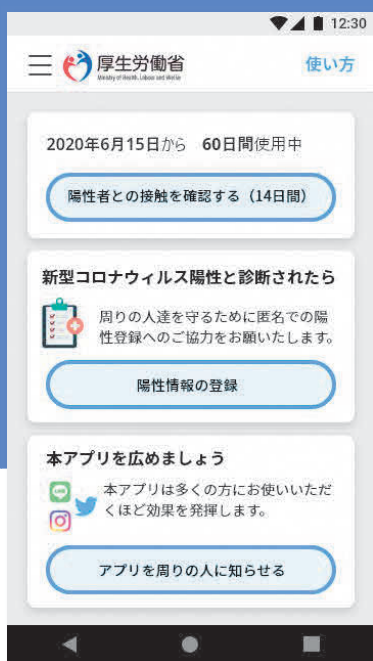 12:30
厚生労働省
Ministry of Health, Labour and Welfare
使い方
2020年6月15日から 60日間使用中
陽性者との接触を確認する（14日間）
新型コロナウィルス陽性と診断されたら
周りの人達を守るために匿名での陽
性登録へのご協力をお願いいたします。
陽性情報の登録
本アプリを広めましょう
LINE
本アプリは多くの方にお使いいただ
くほど効果を発揮します。
アプリを周りの人に知らせる